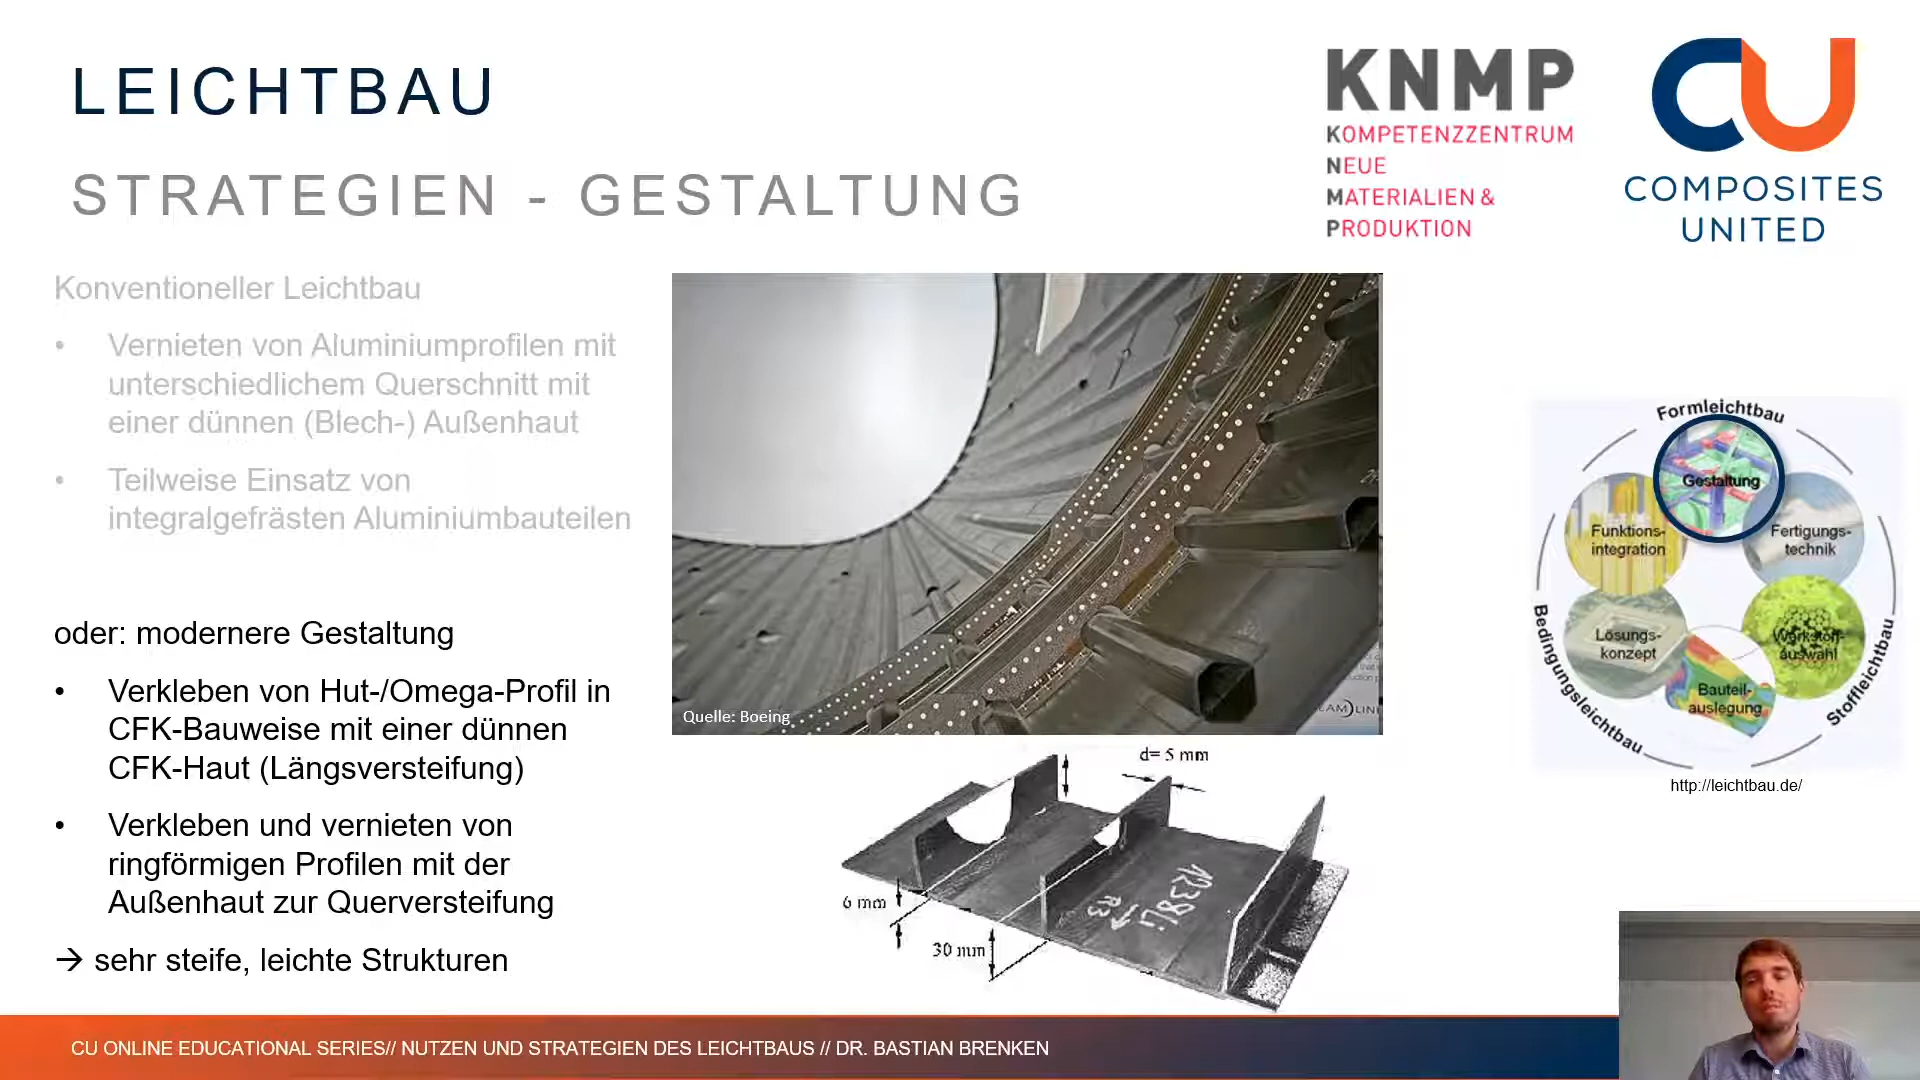 LEICHTBAU
STRATEGIEN - GESTALTUNG
KNMP
KOMPETENZZENTRUM
NEUE
MATERIALIEN &
PRODUKTION
CU
COMPOSITES
UNITED
Konventioneller Leichtbau
• Vernieten von Aluminiumprofilen mit
unterschiedlichem Querschnitt mit
einer dünnen (Blech-) Außenhaut
• Teilweise Einsatz von
integralgefrästen Aluminiumbauteilen
oder: modernere Gestaltung
• Verkleben von Hut-/Omega-Profil in
CFK-Bauweise mit einer dünnen
CFK-Haut (Längsversteifung)
• Verkleben und vernieten von
ringförmigen Profilen mit der
Außenhaut zur Querversteifung
→ sehr steife, leichte Strukturen
Quelle: Boeing
d= 5 mm
6 mm
30 mm
1238Li
R3
Formleichtbau
Gestaltung
Funktions-
integration
Fertigungs-
technik
Lösungs-
konzept
Werkstoff-
auswahl
Bauteil-
auslegung
Bedingungsleichtbau
Stoffleichtbau
http://leichtbau.de/
CU ONLINE EDUCATIONAL SERIES// NUTZEN UND STRATEGIEN DES LEICHTBAUS // DR. BASTIAN BRENKEN